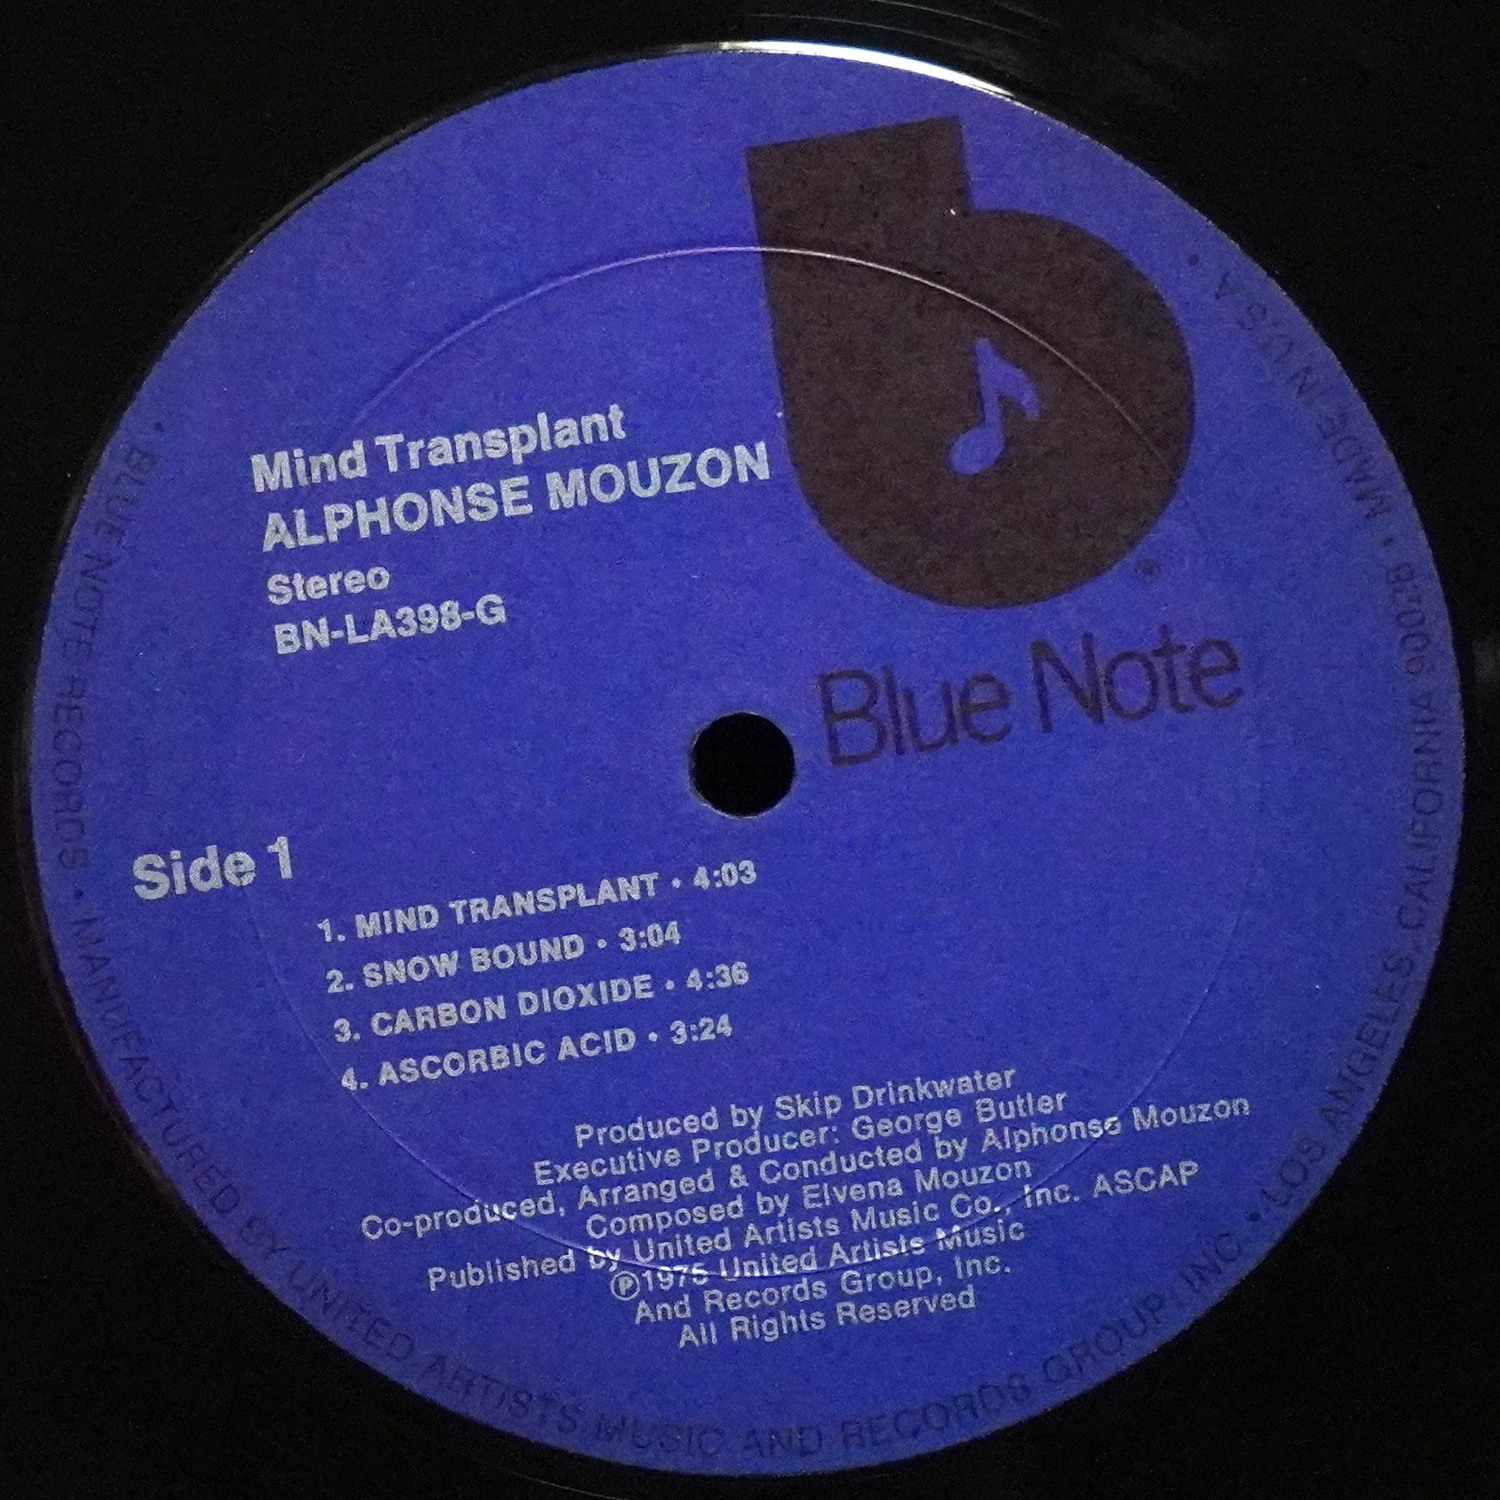 Mind Transplant
ALPHONSE MOUZON
Stereo
BN-LA398-G
b
®
Blue Note
Side 1
1. MIND TRANSPLANT • 4:03
2. SNOW BOUND • 3:04
3. CARBON DIOXIDE • 4:36
4. ASCORBIC ACID • 3:24
Produced by Skip Drinkwater
Executive Producer: George Butler
Co-produced, Arranged & Conducted by Alphonse Mouzon
Composed by Elvena Mouzon
Published by United Artists Music Co., Inc. ASCAP
Ⓟ1975 United Artists Music
And Records Group, Inc.
All Rights Reserved
• BLUE NOTE RECORDS • MANUFACTURED BY UNITED ARTISTS MUSIC AND RECORDS GROUP, INC. • LOS ANGELES, CALIFORNIA 90028 • MADE IN U.S.A. •